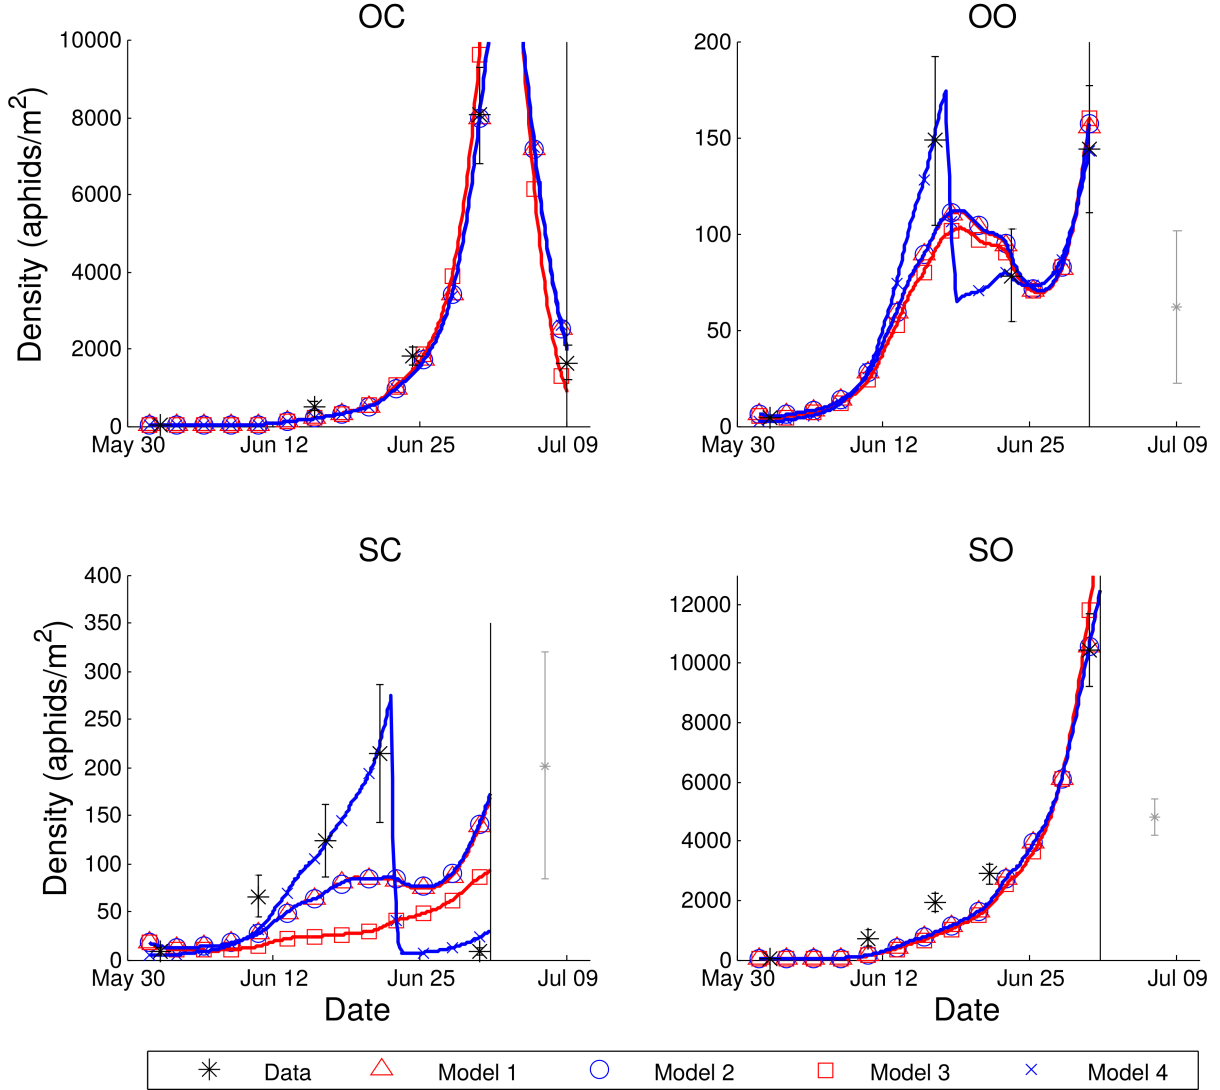 OC
Density (aphids/m²)
10000
8000
6000
4000
2000
0
May 30
Jun 12
Jun 25
Jul 09
OO
200
150
100
50
0
May 30
Jun 12
Jun 25
Jul 09
SC
Density (aphids/m²)
400
350
300
250
200
150
100
50
0
May 30
Jun 12
Jun 25
Jul 09
Date
SO
12000
10000
8000
6000
4000
2000
0
May 30
Jun 12
Jun 25
Jul 09
Date
Data
Model 1
Model 2
Model 3
Model 4